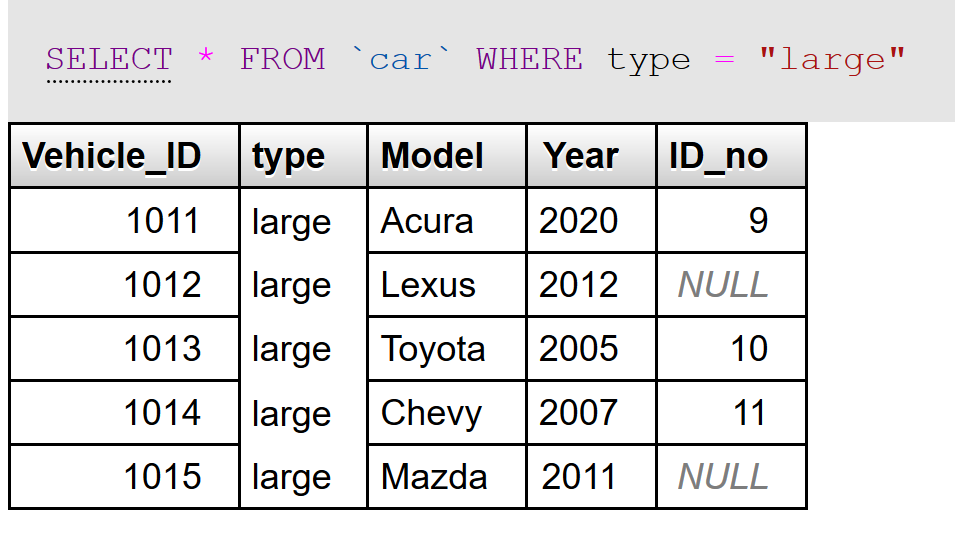 SELECT * FROM `car` WHERE type = "large"
Vehicle_ID type Model Year ID_no
1011 large Acura 2020 9
1012 large Lexus 2012 NULL
1013 large Toyota 2005 10
1014 large Chevy 2007 11
1015 large Mazda 2011 NULL